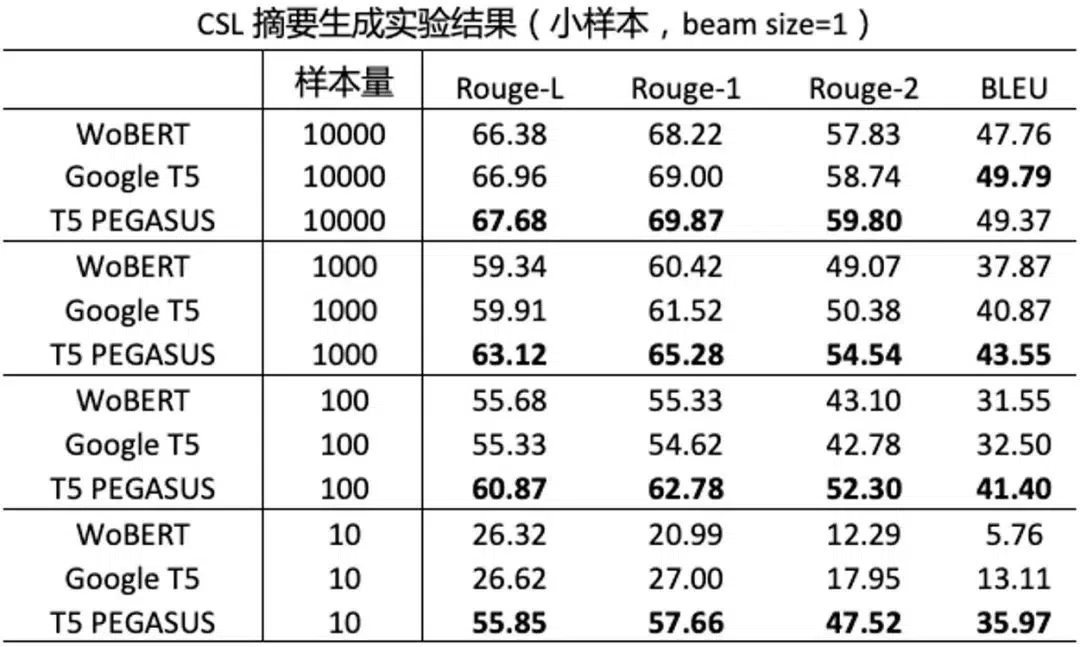 CSL 摘要生成实验结果（小样本，beam size=1）
样本量 Rouge-L Rouge-1 Rouge-2 BLEU
WoBERT 10000 66.38 68.22 57.83 47.76
Google T5 10000 66.96 69.00 58.74 49.79
T5 PEGASUS 10000 67.68 69.87 59.80 49.37
WoBERT 1000 59.34 60.42 49.07 37.87
Google T5 1000 59.91 61.52 50.38 40.87
T5 PEGASUS 1000 63.12 65.28 54.54 43.55
WoBERT 100 55.68 55.33 43.10 31.55
Google T5 100 55.33 54.62 42.78 32.50
T5 PEGASUS 100 60.87 62.78 52.30 41.40
WoBERT 10 26.32 20.99 12.29 5.76
Google T5 10 26.62 27.00 17.95 13.11
T5 PEGASUS 10 55.85 57.66 47.52 35.97